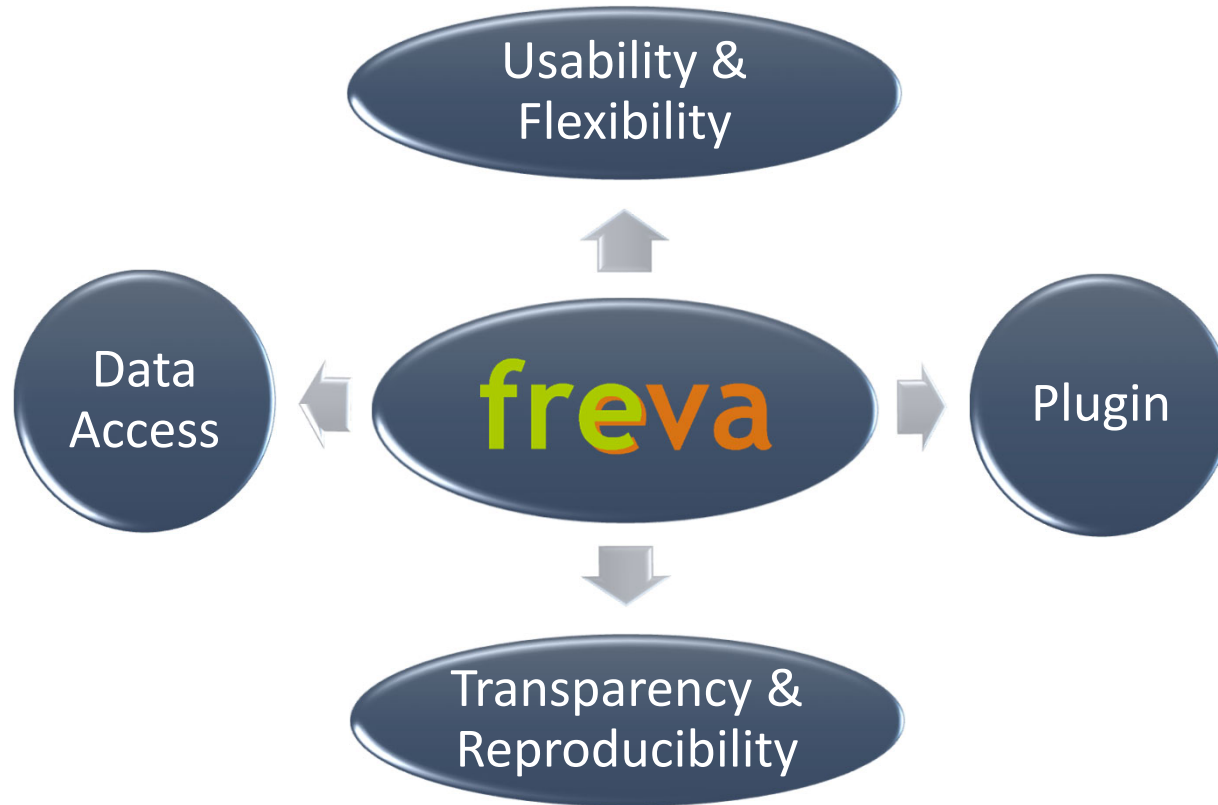 Usability &
Flexibility
Data
Access
freva
Plugin
Transparency &
Reproducibility